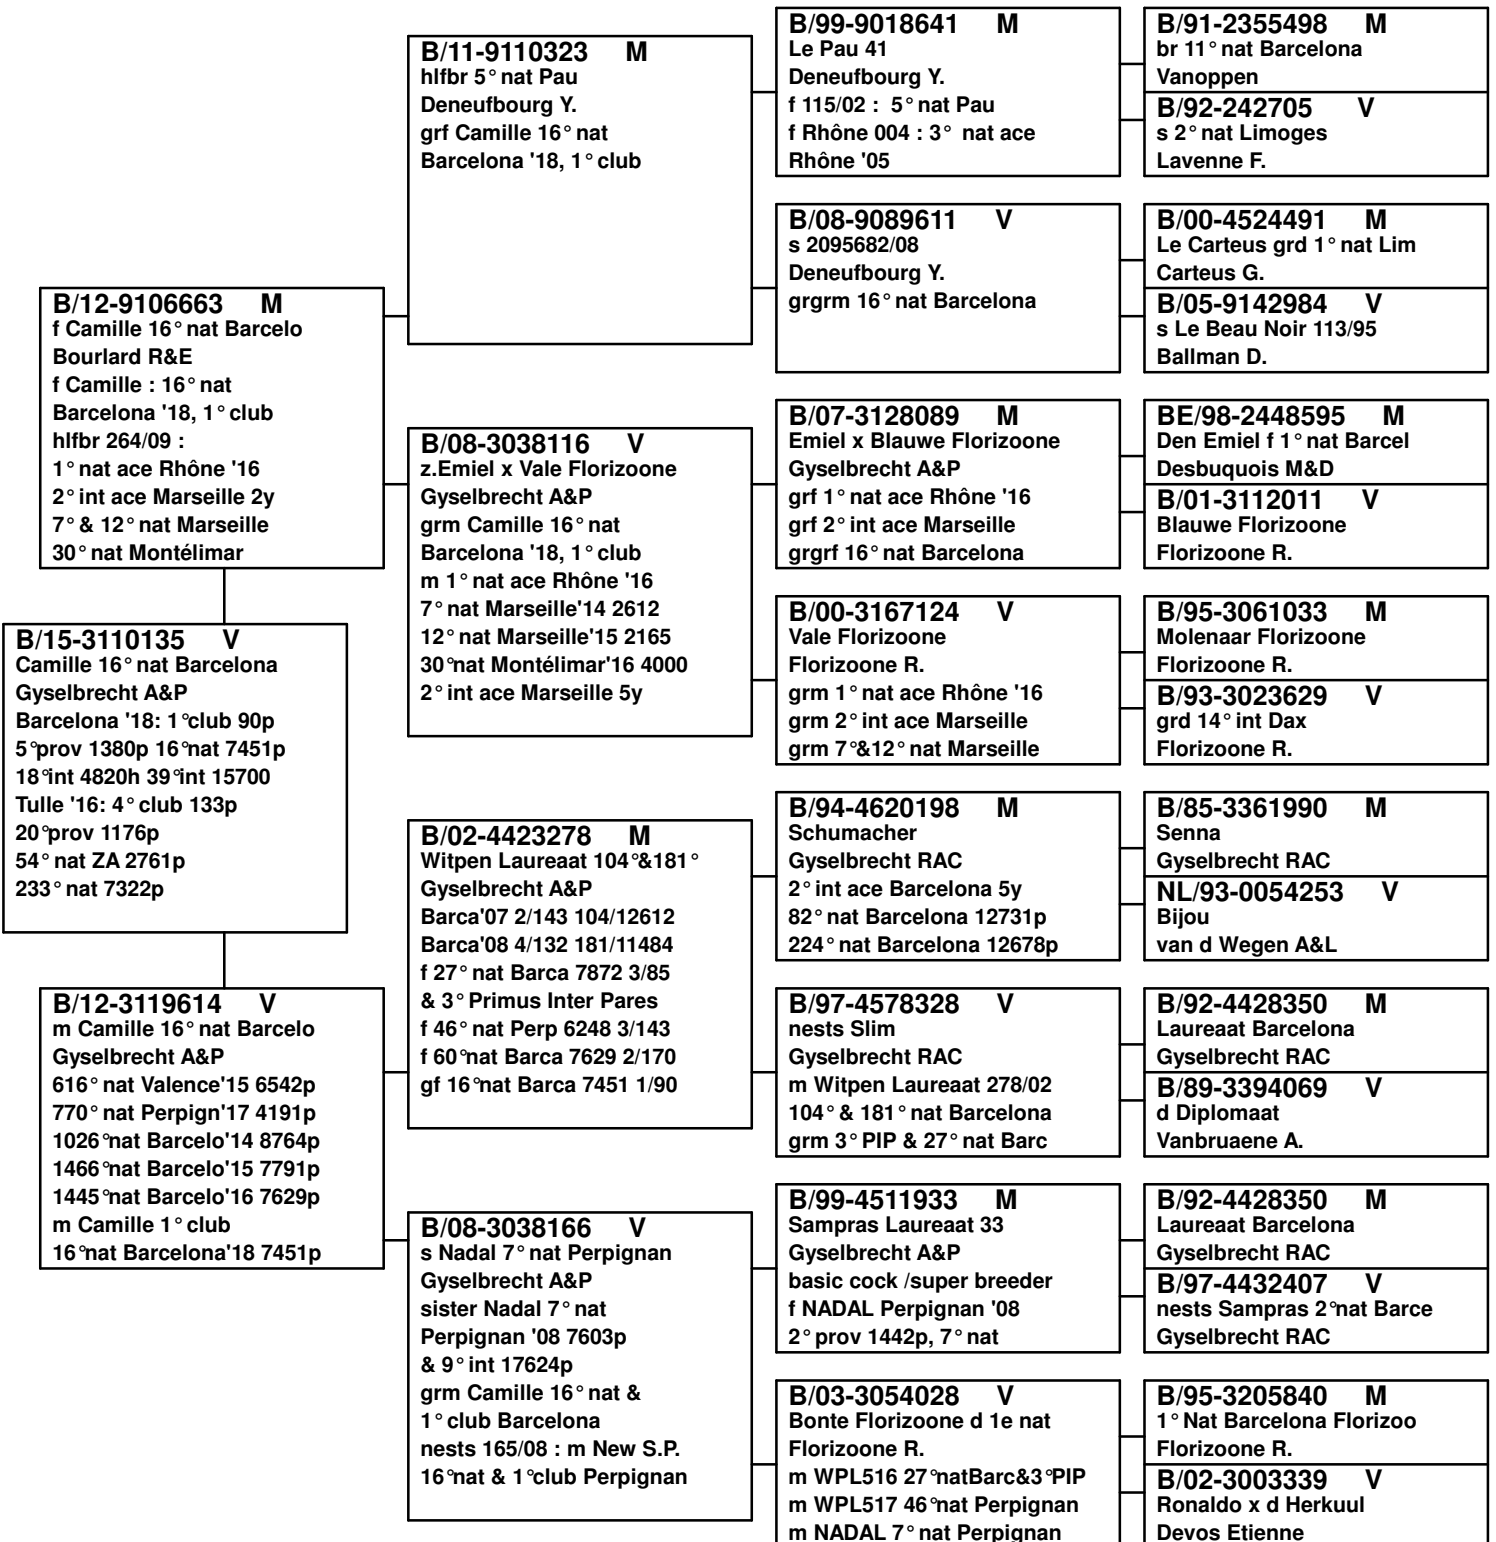 B/15-3110135 V
Camille 16° nat Barcelona
Gyselbrecht A&P
Barcelona '18: 1°club 90p
5°prov 1380p 16°nat 7451p
18°int 4820h 39°int 15700
Tulle '16: 4° club 133p
20°prov 1176p
54° nat ZA 2761p
233° nat 7322p
B/12-9106663 M
f Camille 16° nat Barcelo
Bourlard R&E
f Camille : 16° nat
Barcelona '18, 1° club
hlfbr 264/09 :
1° nat ace Rhône '16
2° int ace Marseille 2y
7° & 12° nat Marseille
30° nat Montélimar
B/12-3119614 V
m Camille 16° nat Barcelo
Gyselbrecht A&P
616° nat Valence'15 6542p
770° nat Perpign'17 4191p
1026°nat Barcelo'14 8764p
1466°nat Barcelo'15 7791p
1445°nat Barcelo'16 7629p
m Camille 1° club
16°nat Barcelona'18 7451p
B/11-9110323 M
hlfbr 5° nat Pau
Deneufbourg Y.
grf Camille 16° nat
Barcelona '18, 1° club
B/08-3038116 V
z.Emiel x Vale Florizoone
Gyselbrecht A&P
grm Camille 16° nat
Barcelona '18, 1° club
m 1° nat ace Rhône '16
7° nat Marseille'14 2612
12° nat Marseille'15 2165
30°nat Montélimar'16 4000
2° int ace Marseille 5y
B/02-4423278 M
Witpen Laureaat 104°&181°
Gyselbrecht A&P
Barca'07 2/143 104/12612
Barca'08 4/132 181/11484
f 27° nat Barca 7872 3/85
& 3° Primus Inter Pares
f 46° nat Perp 6248 3/143
f 60°nat Barca 7629 2/170
gf 16°nat Barca 7451 1/90
B/08-3038166 V
s Nadal 7° nat Perpignan
Gyselbrecht A&P
sister Nadal 7° nat
Perpignan '08 7603p
& 9° int 17624p
grm Camille 16° nat &
1° club Barcelona
nests 165/08 : m New S.P.
16°nat & 1°club Perpignan
B/99-9018641 M
Le Pau 41
Deneufbourg Y.
f 115/02 : 5° nat Pau
f Rhône 004 : 3° nat ace
Rhône '05
B/08-9089611 V
s 2095682/08
Deneufbourg Y.
grgrm 16° nat Barcelona
B/07-3128089 M
Emiel x Blauwe Florizoone
Gyselbrecht A&P
grf 1° nat ace Rhône '16
grf 2° int ace Marseille
grgrf 16° nat Barcelona
B/00-3167124 V
Vale Florizoone
Florizoone R.
grm 1° nat ace Rhône '16
grm 2° int ace Marseille
grm 7°&12° nat Marseille
B/94-4620198 M
Schumacher
Gyselbrecht RAC
2° int ace Barcelona 5y
82° nat Barcelona 12731p
224° nat Barcelona 12678p
B/97-4578328 V
nests Slim
Gyselbrecht RAC
m Witpen Laureaat 278/02
104° & 181° nat Barcelona
grm 3° PIP & 27° nat Barc
B/99-4511933 M
Sampras Laureaat 33
Gyselbrecht A&P
basic cock /super breeder
f NADAL Perpignan '08
2° prov 1442p, 7° nat
B/03-3054028 V
Bonte Florizoone d 1e nat
Florizoone R.
m WPL516 27°natBarc&3°PIP
m WPL517 46°nat Perpignan
m NADAL 7° nat Perpignan
B/91-2355498 M
br 11° nat Barcelona
Vanoppen
B/92-242705 V
s 2° nat Limoges
Lavenne F.
B/00-4524491 M
Le Carteus grd 1° nat Lim
Carteus G.
B/05-9142984 V
s Le Beau Noir 113/95
Ballman D.
BE/98-2448595 M
Den Emiel f 1° nat Barcel
Desbuquois M&D
B/01-3112011 V
Blauwe Florizoone
Florizoone R.
B/95-3061033 M
Molenaar Florizoone
Florizoone R.
B/93-3023629 V
grd 14° int Dax
Florizoone R.
B/85-3361990 M
Senna
Gyselbrecht RAC
NL/93-0054253 V
Bijou
van d Wegen A&L
B/92-4428350 M
Laureaat Barcelona
Gyselbrecht RAC
B/89-3394069 V
d Diplomaat
Vanbruaene A.
B/92-4428350 M
Laureaat Barcelona
Gyselbrecht RAC
B/97-4432407 V
nests Sampras 2°nat Barce
Gyselbrecht RAC
B/95-3205840 M
1° Nat Barcelona Florizoo
Florizoone R.
B/02-3003339 V
Ronaldo x d Herkuul
Devos Etienne